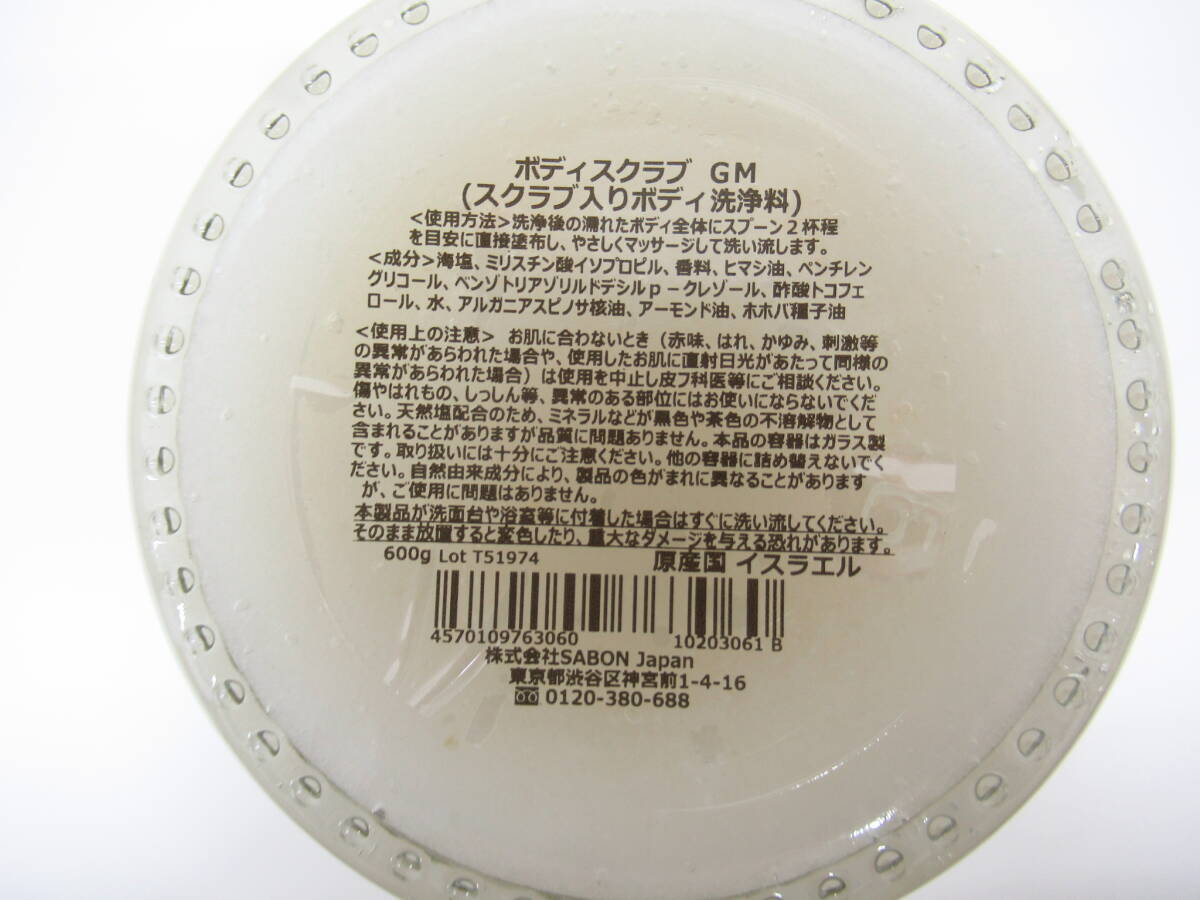 ボディスクラブ GM
(スクラブ入りボディ洗浄料)
<使用方法>洗浄後の濡れたボディ全体にスプーン2杯程
を目安に直接塗布し、やさしくマッサージして洗い流します。
<成分>海塩、ミリスチン酸イソプロピル、香料、ヒマシ油、ペンチレン
グリコール、ベンゾトリアゾリルドデシルp－クレゾール、酢酸トコフェ
ロール、水、アルガニアスピノサ核油、アーモンド油、ホホバ種子油
<使用上の注意> お肌に合わないとき(赤味、はれ、かゆみ、刺激等
の異常があらわれた場合や、使用したお肌に直射日光があたって同様の
異常があらわれた場合)は使用を中止し皮フ科医等にご相談ください。
傷やはれもの、しっしん等、異常のある部位にはお使いにならないでくだ
さい。天然塩配合のため、ミネラルなどが黒色や茶色の不溶解物として
含まれることがありますが品質に問題ありません。本品の容器はガラス製
です。取り扱いには十分にご注意ください。他の容器に詰め替えないでく
ださい。自然由来成分により、製品の色がまれに異なることがあります
が、ご使用に問題はありません。
本製品が洗面台や浴室等に付着した場合はすぐに洗い流してください。
そのまま放置すると変色したり、重大なダメージを与える恐れがあります。
600g Lot T51974 原産国 イスラエル
4570109763060 10203061 B
株式会社SABON Japan
東京都渋谷区神宮前1-4-16
0120-380-688